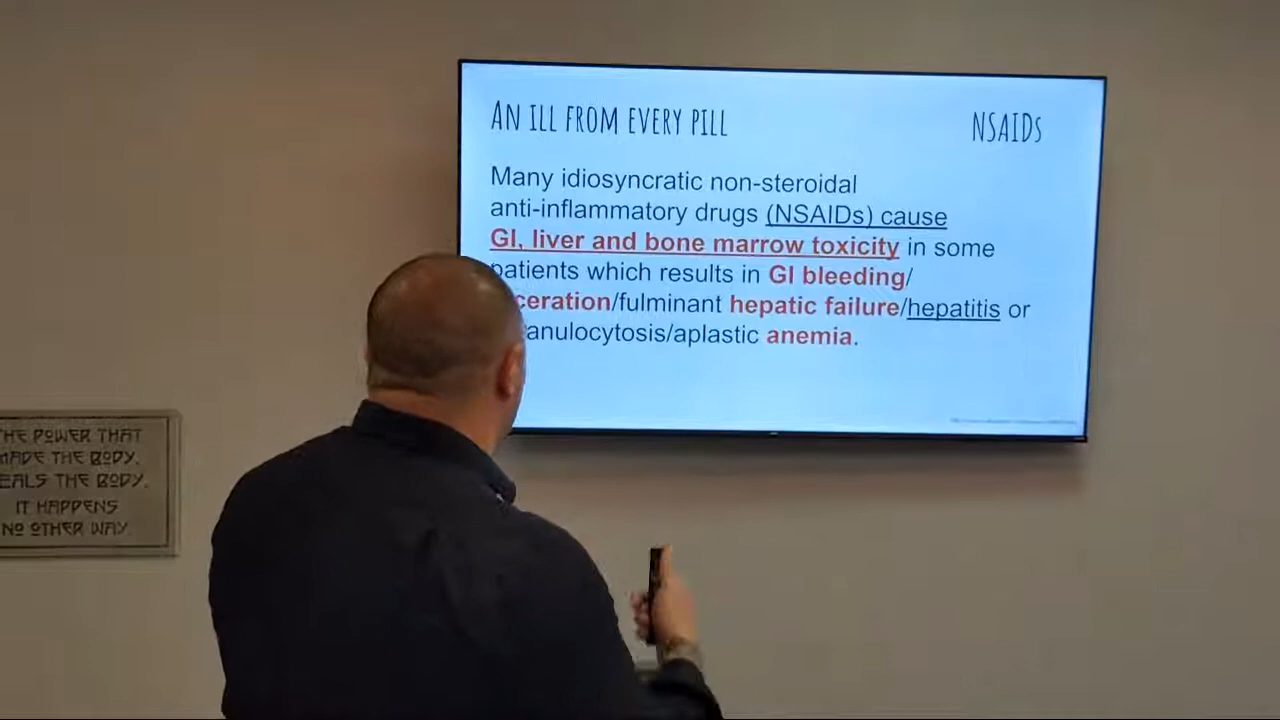 AN ILL FROM EVERY PILL
NSAIDs
Many idiosyncratic non-steroidal
anti-inflammatory drugs (NSAIDs) cause
GI, liver and bone marrow toxicity in some
patients which results in GI bleeding/
ceration/fulminant hepatic failure/hepatitis or
anulocytosis/aplastic anemia.
THE POWER THAT
MADE THE BODY,
EALS THE BODY.
IT HAPPENS
NO OTHER WAY.